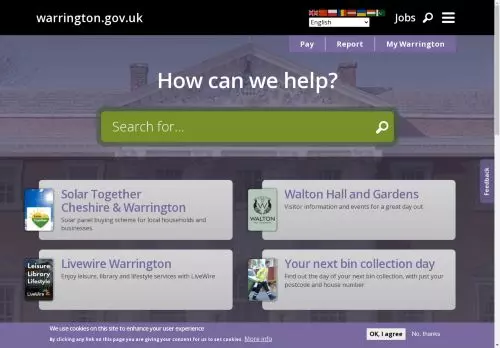 warrington.gov.uk
English
Jobs
Pay
Report
My Warrington
How can we help?
Search for...
Feedback
Solar Together
Cheshire & Warrington
Solar panel buying scheme for local households and
businesses.
WALTON
Walton Hall and Gardens
Visitor information and events for a great day out
Leisure
Library
Lifestyle
LiveWire
Livewire Warrington
Enjoy leisure, library and lifestyle services with LiveWire
Your next bin collection day
Find out the day of your next bin collection, with just your
postcode and house number
We use cookies on this site to enhance your user experience
By clicking any link on this page you are giving your consent for us to set cookies. More info
OK, I agree
No, thanks